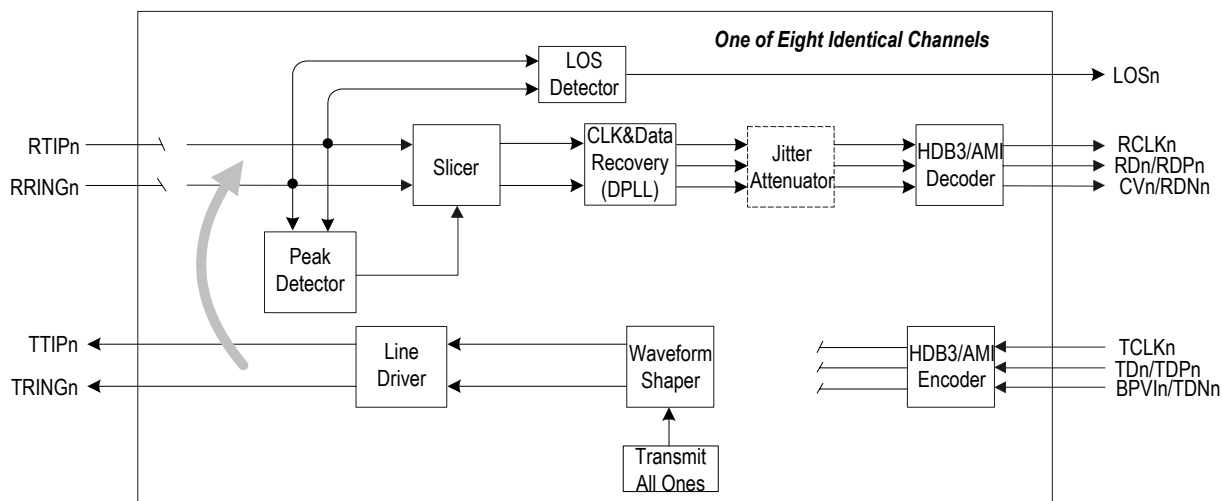 One of Eight Identical Channels
LOS
Detector
LOSn
RTIPn
RRINGn
Slicer
CLK&Data
Recovery
(DPLL)
Jitter
Attenuator
HDB3/AMI
Decoder
RCLKn
RDn/RDPn
CVn/RDNn
Peak
Detector
TTIPn
TRINGn
Line
Driver
Waveform
Shaper
HDB3/AMI
Encoder
TCLKn
TDn/TDPn
BPVIn/TDNn
Transmit
All Ones